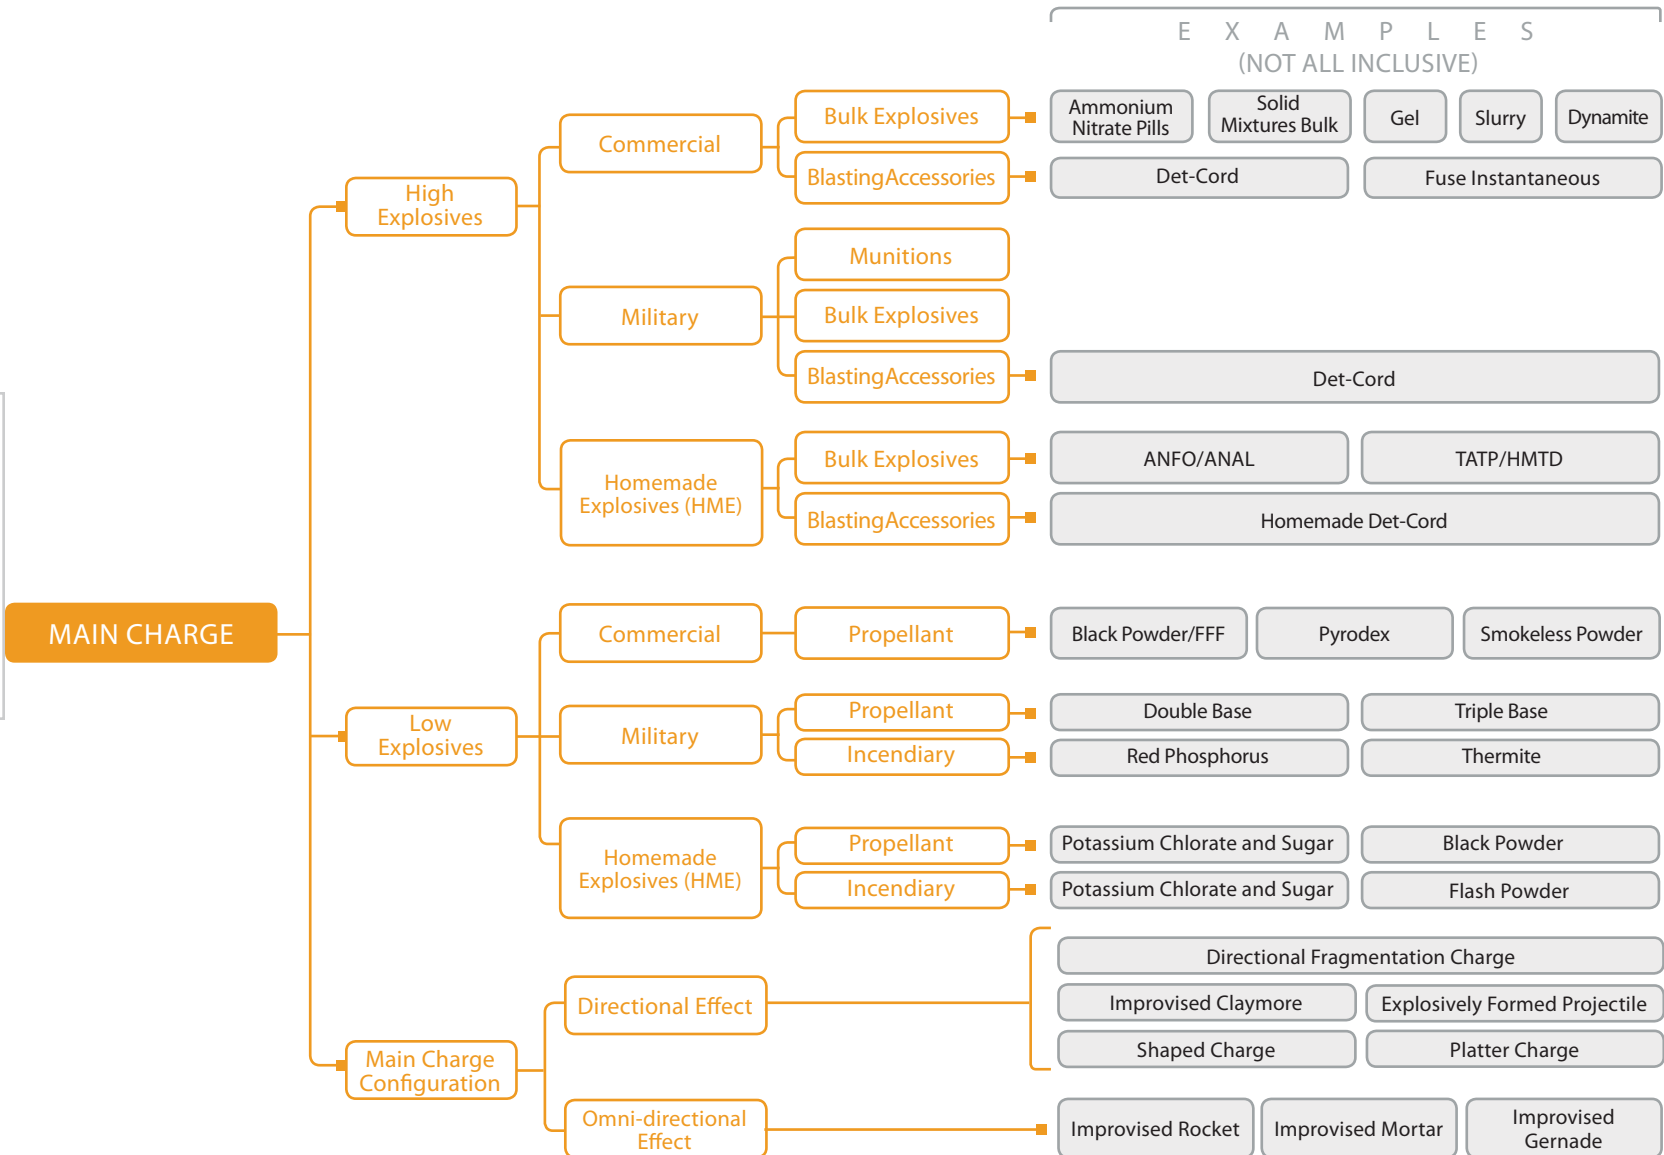 E X A M P L E S
(NOT ALL INCLUSIVE)
MAIN CHARGE
High
Explosives
Commercial
Bulk Explosives
Ammonium
Nitrate Pills
Solid
Mixtures Bulk
Gel
Slurry
Dynamite
BlastingAccessories
Det-Cord
Fuse Instantaneous
Military
Munitions
Bulk Explosives
BlastingAccessories
Det-Cord
Homemade
Explosives (HME)
Bulk Explosives
ANFO/ANAL
TATP/HMTD
BlastingAccessories
Homemade Det-Cord
Low
Explosives
Commercial
Propellant
Black Powder/FFF
Pyrodex
Smokeless Powder
Military
Propellant
Double Base
Triple Base
Incendiary
Red Phosphorus
Thermite
Homemade
Explosives (HME)
Propellant
Potassium Chlorate and Sugar
Black Powder
Incendiary
Potassium Chlorate and Sugar
Flash Powder
Main Charge
Configuration
Directional Effect
Directional Fragmentation Charge
Improvised Claymore
Explosively Formed Projectile
Shaped Charge
Platter Charge
Omni-directional
Effect
Improvised Rocket
Improvised Mortar
Improvised
Gernade